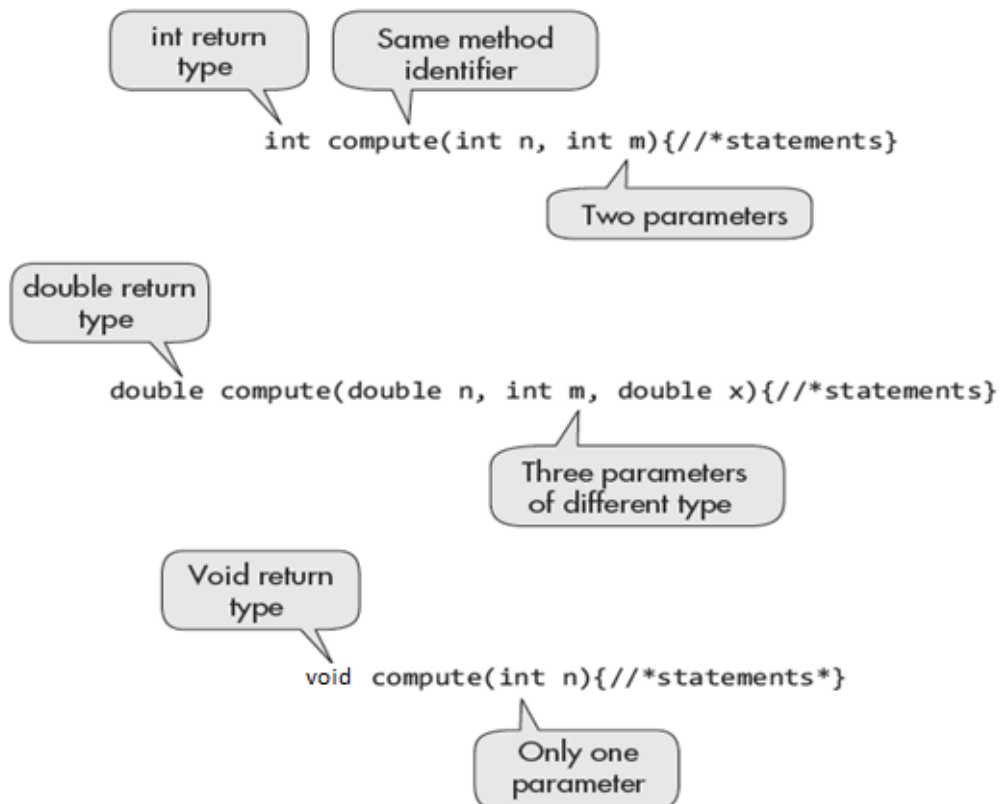 int return
type
Same method
identifier
int compute(int n, int m){//*statements}
Two parameters
double return
type
double compute(double n, int m, double x){//*statements}
Three parameters
of different type
Void return
type
void compute(int n){//*statements*}
Only one
parameter